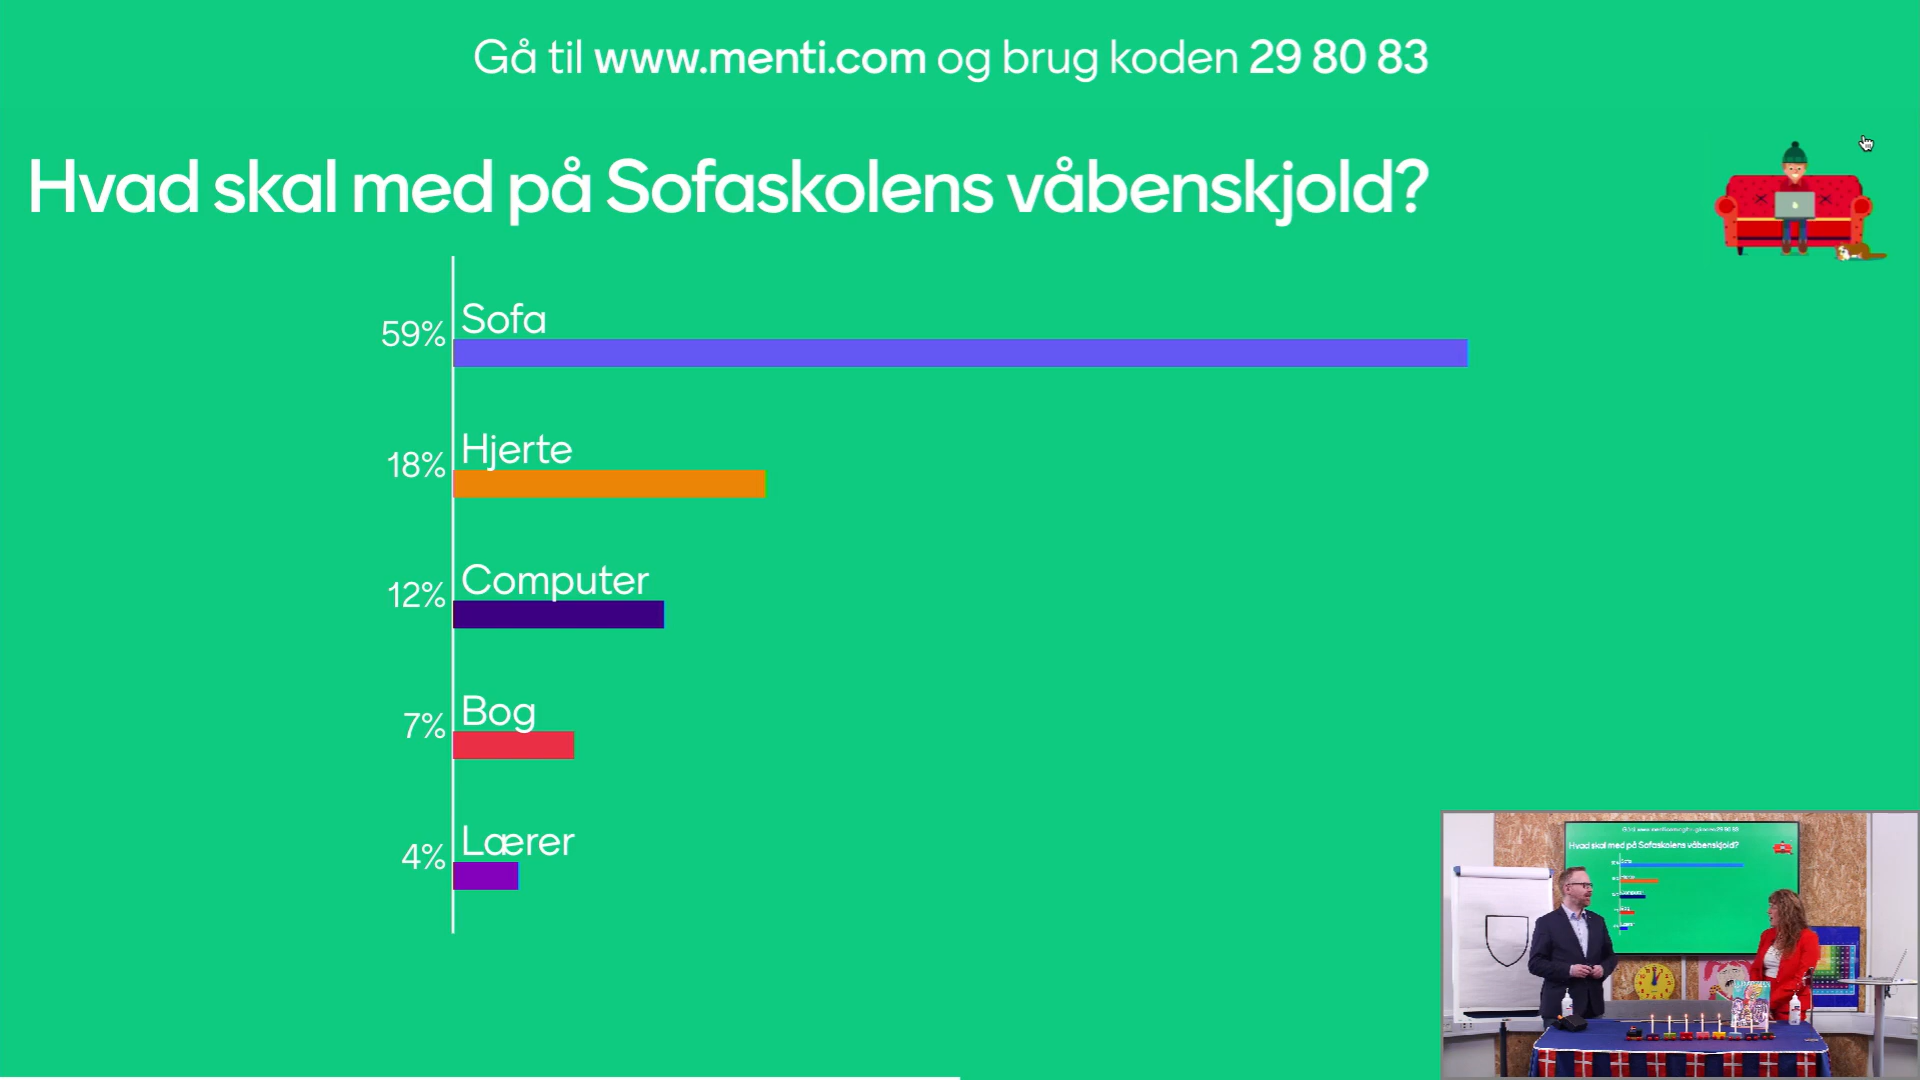 Gå til www.menti.com og brug koden 29 80 83
Hvad skal med på Sofaskolens våbenskjold?
59% Sofa
18% Hjerte
12% Computer
7% Bog
4% Lærer
Hvad skal med på Sofaskolens våbenskjold?